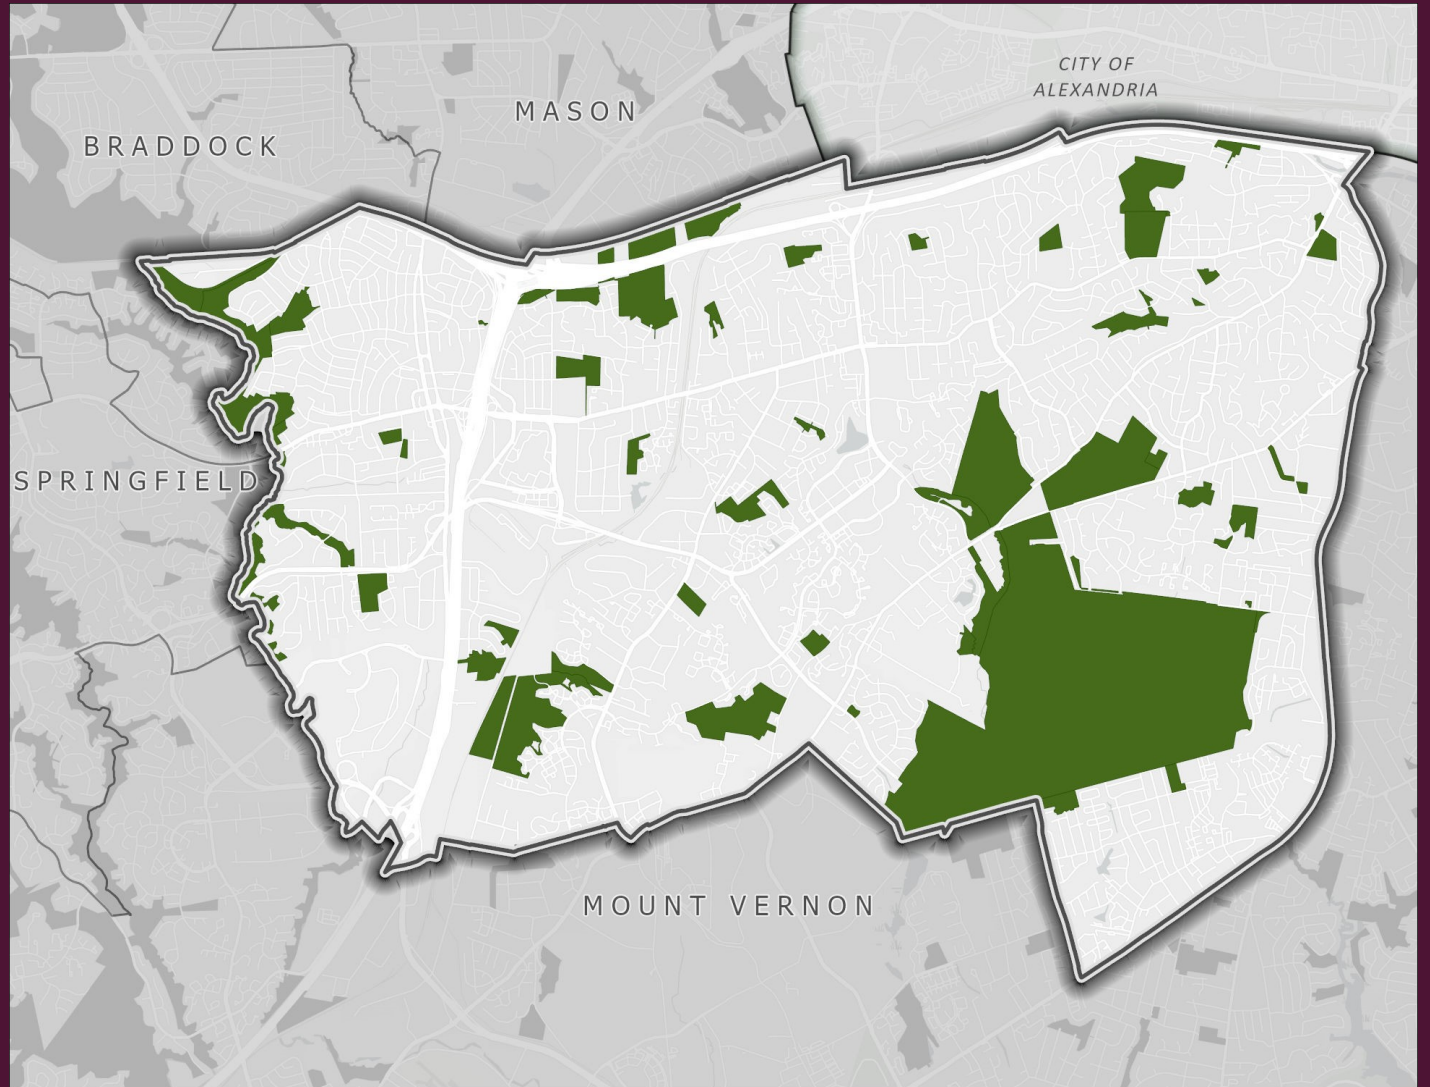 CITY OF
ALEXANDRIA
MASON
BRADDOCK
SPRINGFIELD
MOUNT VERNON